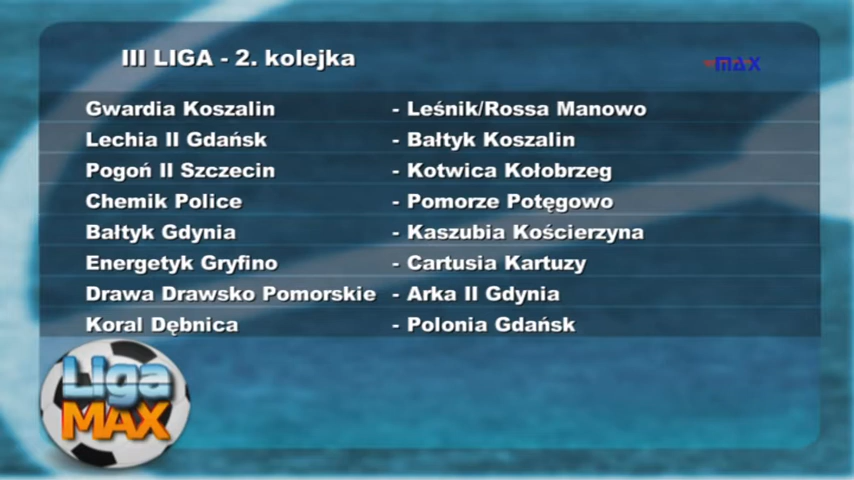 III LIGA - 2. kolejka
MAX
Gwardia Koszalin - Leśnik/Rossa Manowo
Lechia II Gdańsk - Bałtyk Koszalin
Pogoń II Szczecin - Kotwica Kołobrzeg
Chemik Police - Pomorze Potęgowo
Bałtyk Gdynia - Kaszubia Kościerzyna
Energetyk Gryfino - Cartusia Kartuzy
Drawa Drawsko Pomorskie - Arka II Gdynia
Koral Dębnica - Polonia Gdańsk
Liga
MAX